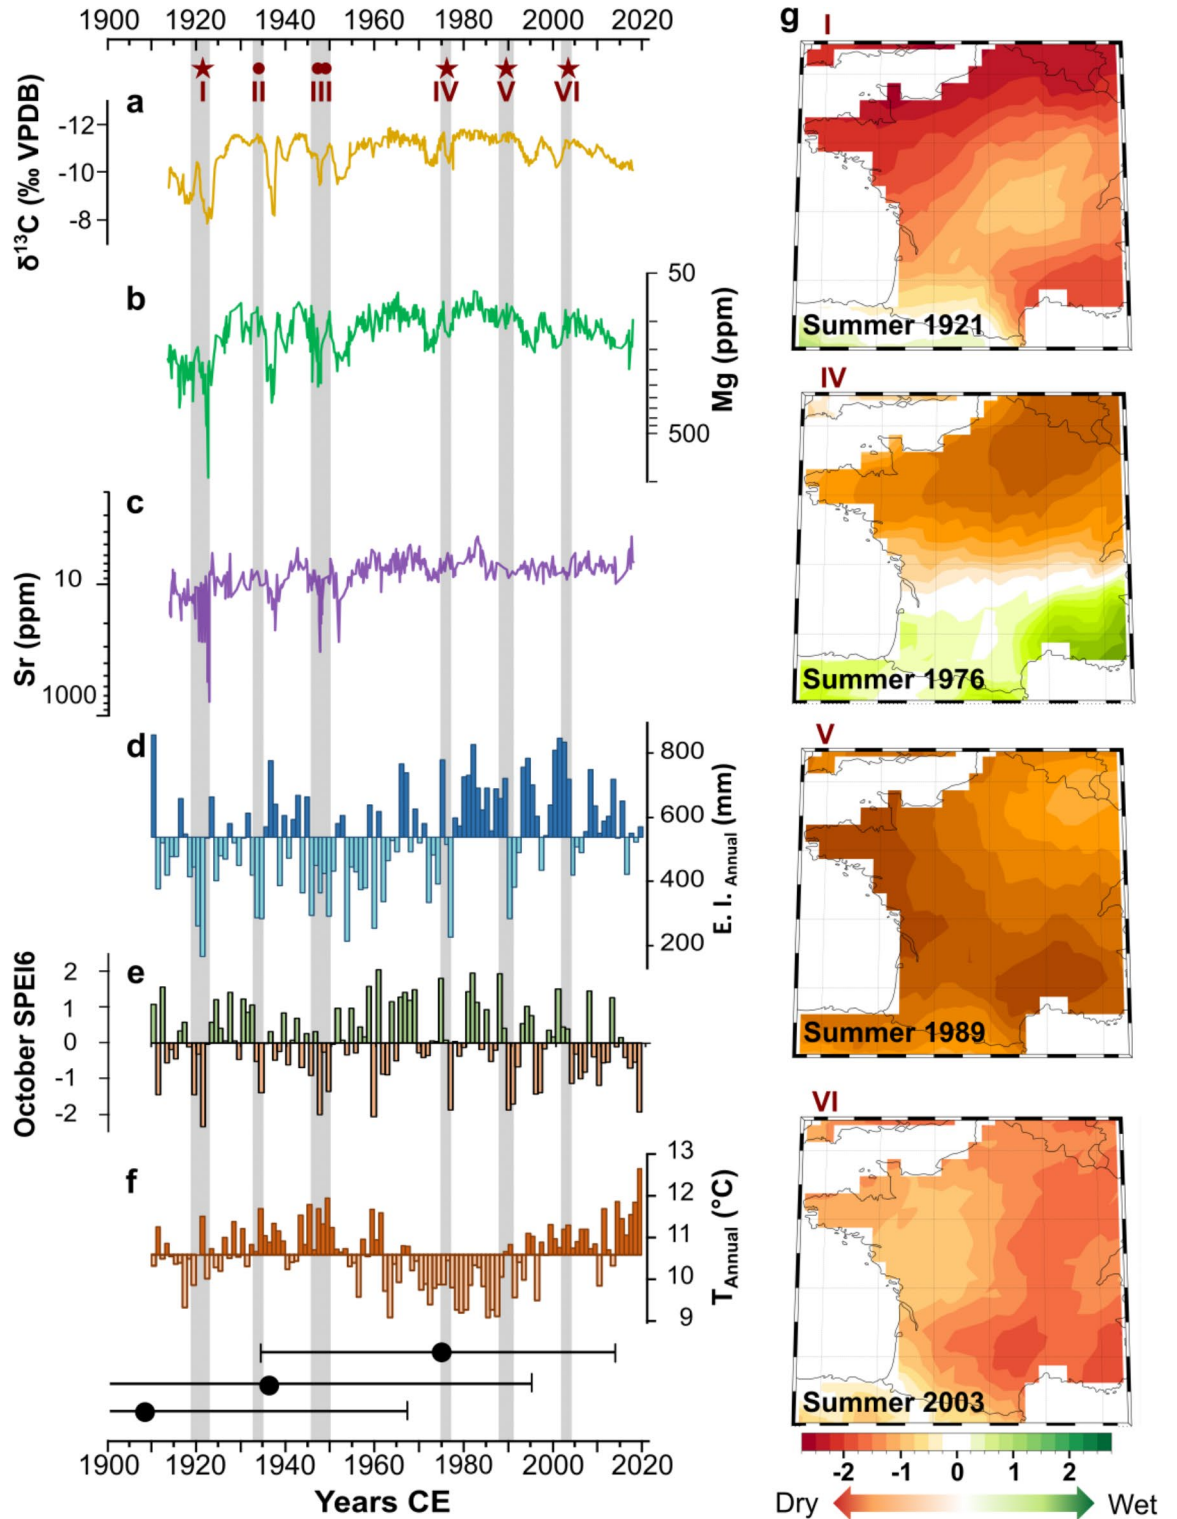 1900 1920 1940 1960 1980 2000 2020
I II III IV V VI
a
-12
-10
-8
δ¹³C (‰ VPDB)
b
50
500
Mg (ppm)
c
10
1000
Sr (ppm)
d
800
600
400
200
E. I. Annual (mm)
e
2
1
0
-1
-2
October SPEI6
f
13
12
11
10
9
TAnnual (°C)
1900 1920 1940 1960 1980 2000 2020
Years CE
g
I
Summer 1921
IV
Summer 1976
V
Summer 1989
VI
Summer 2003
-2 -1 0 1 2
Dry Wet